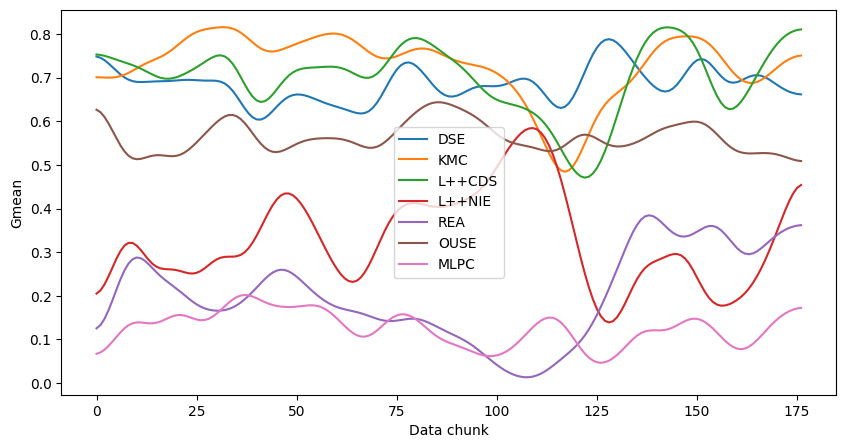 Gmean
0.8
0.7
0.6
0.5
0.4
0.3
0.2
0.1
0.0
DSE
KMC
L++CDS
L++NIE
REA
OUSE
MLPC
0 25 50 75 100 125 150 175
Data chunk